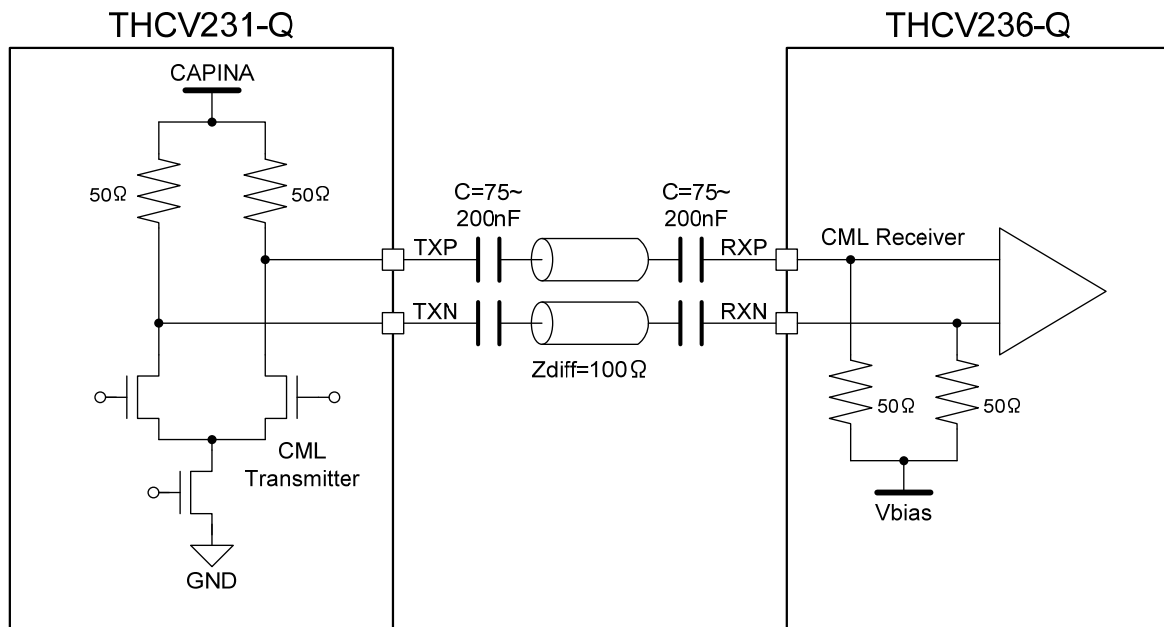 THCV231-Q
THCV236-Q
CAPINA
50Ω
50Ω
C=75~
200nF
C=75~
200nF
TXP
RXP
CML Receiver
TXN
RXN
Zdiff=100Ω
50Ω
50Ω
CML
Transmitter
Vbias
GND